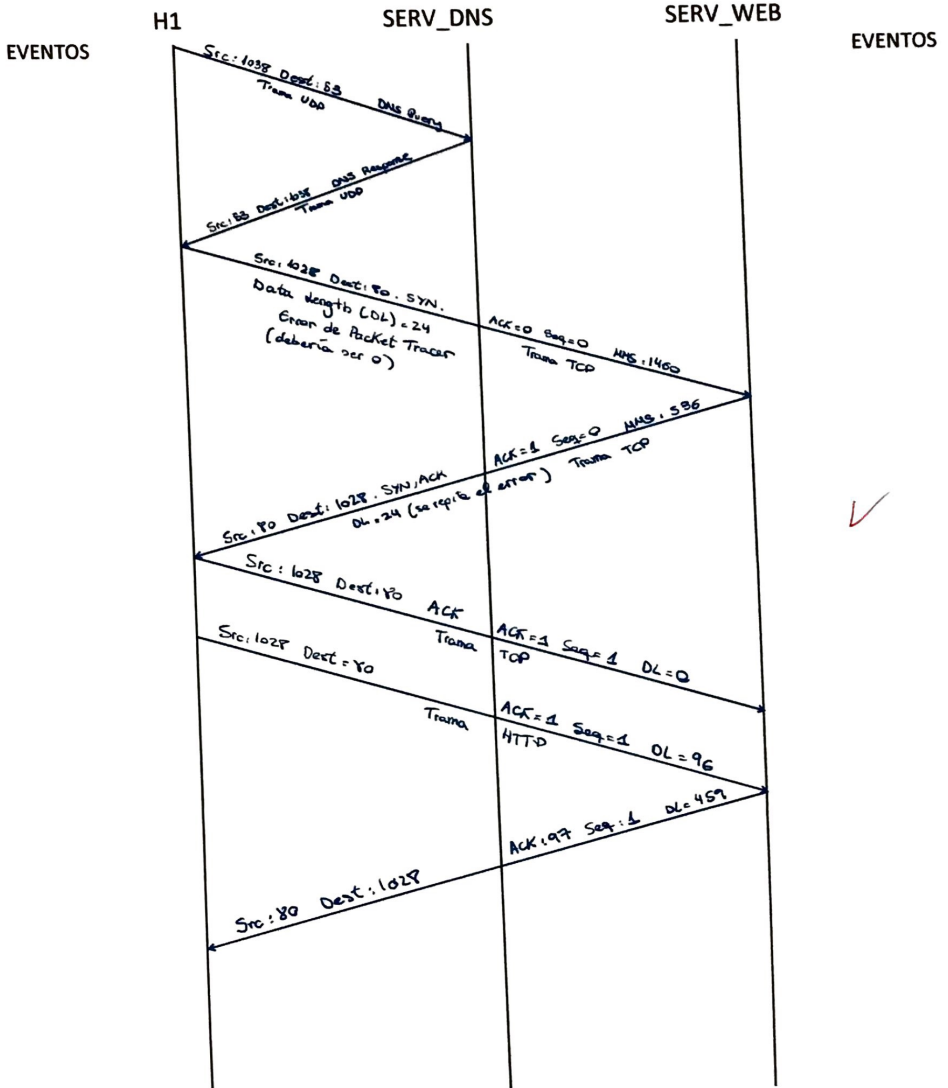 H1
SERV_DNS
SERV_WEB
EVENTOS
EVENTOS
Src: 1038 Dest: 53 DNS Query
Trama UDP
Src: 53 Dest: 1038 DNS Response
Trama UDP
Src: 1028 Dest: 80. SYN. ACK=0 Seq=0 MMS: 1460
Data length (DL) = 24
Trama TCP
Error de Packet Tracer
(debería ser 0)
Src: 80 Dest: 1028. SYN, ACK ACK=1 Seq=0 MMS: 536
DL = 24 (se repite el error) Trama TCP
Src: 1028 Dest: 80 ACK ACK=1 Seq=1 DL=0
Trama TCP
Src: 1028 Dest = 80 ACK=1 Seq=1 DL=96
Trama HTTP
Src: 80 Dest: 1028 ACK: 97 Seq: 1 DL=459